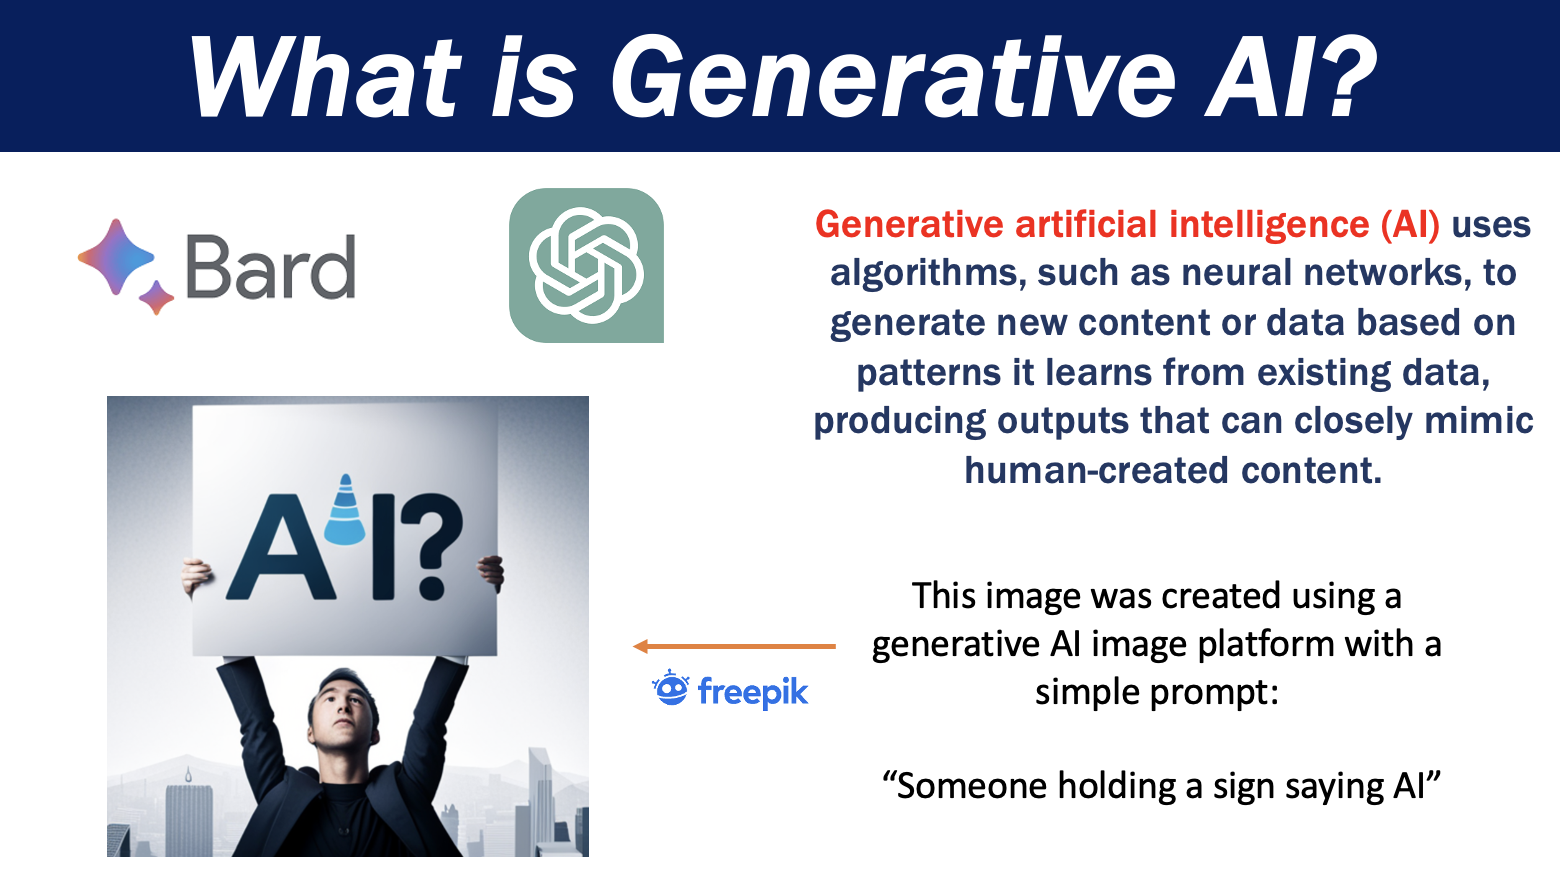 What is Generative AI?
Bard
Generative artificial intelligence (AI) uses
algorithms, such as neural networks, to
generate new content or data based on
patterns it learns from existing data,
producing outputs that can closely mimic
human-created content.
AI?
This image was created using a
generative AI image platform with a
simple prompt:
freepik
“Someone holding a sign saying AI”